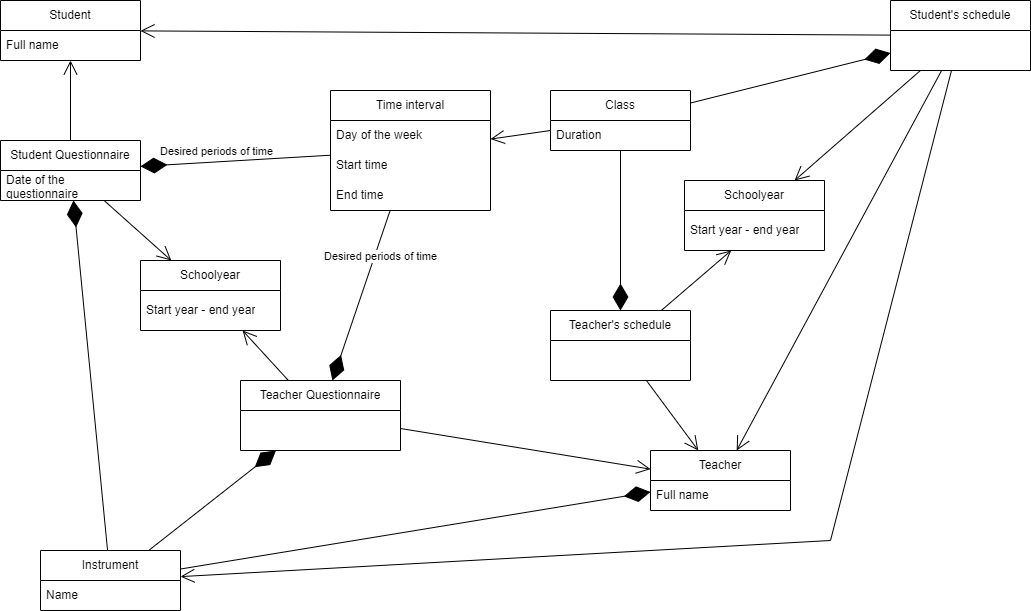 Student
Full name
Student's schedule
Time interval
Day of the week
Start time
End time
Class
Duration
Student Questionnaire
Date of the
questionnaire
Desired periods of time
Schoolyear
Start year - end year
Desired periods of time
Schoolyear
Start year - end year
Teacher's schedule
Teacher Questionnaire
Teacher
Full name
Instrument
Name